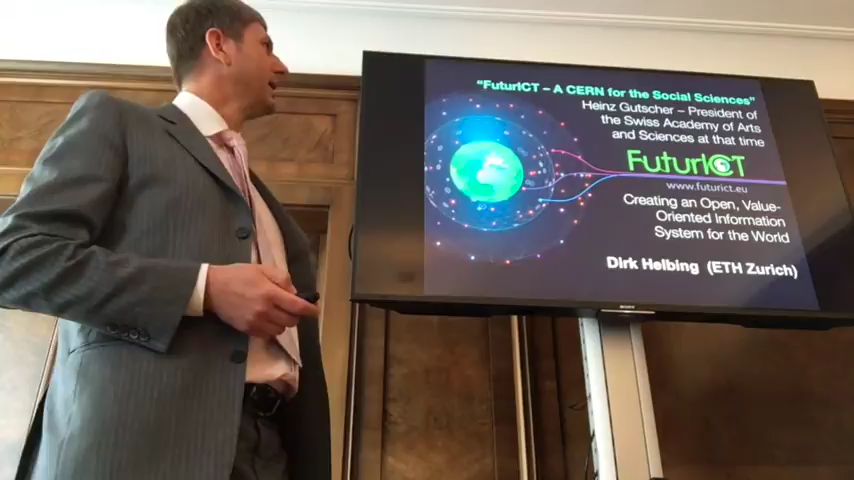 "FuturICT – A CERN for the Social Sciences"
Heinz Gutscher – President of
the Swiss Academy of Arts
and Sciences at that time
FuturICT
www.futurict.eu
Creating an Open, Value-
Oriented Information
System for the World
Dirk Helbing (ETH Zurich)
SONY